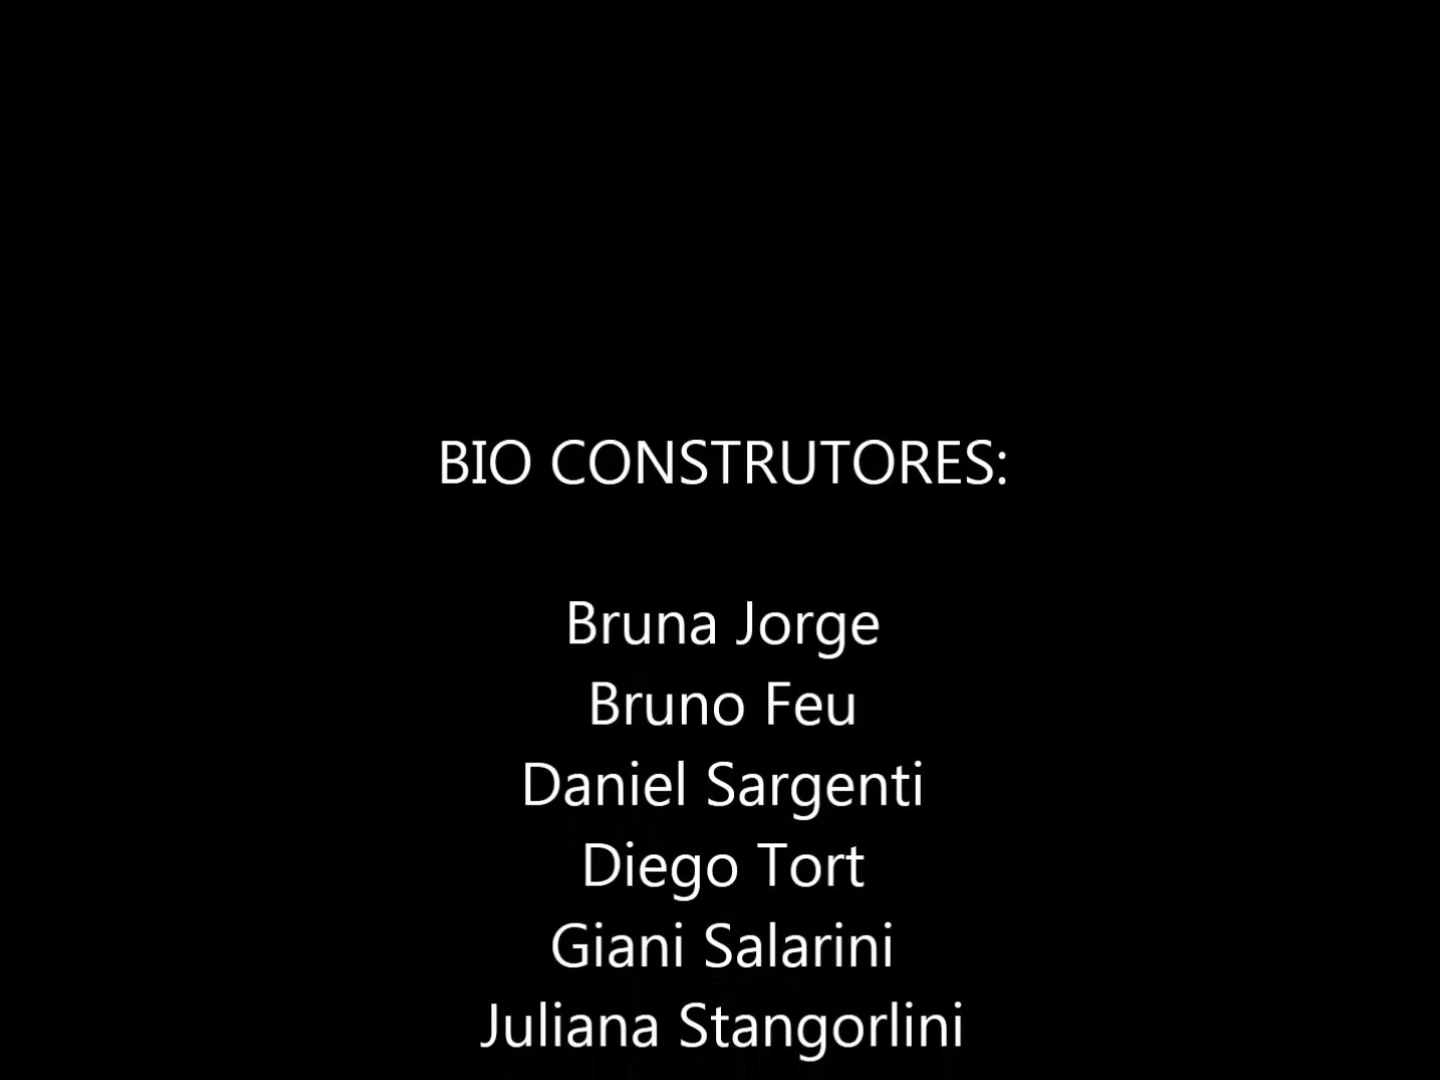 BIO CONSTRUTORES:
Bruna Jorge
Bruno Feu
Daniel Sargenti
Diego Tort
Giani Salarini
Juliana Stangorlini